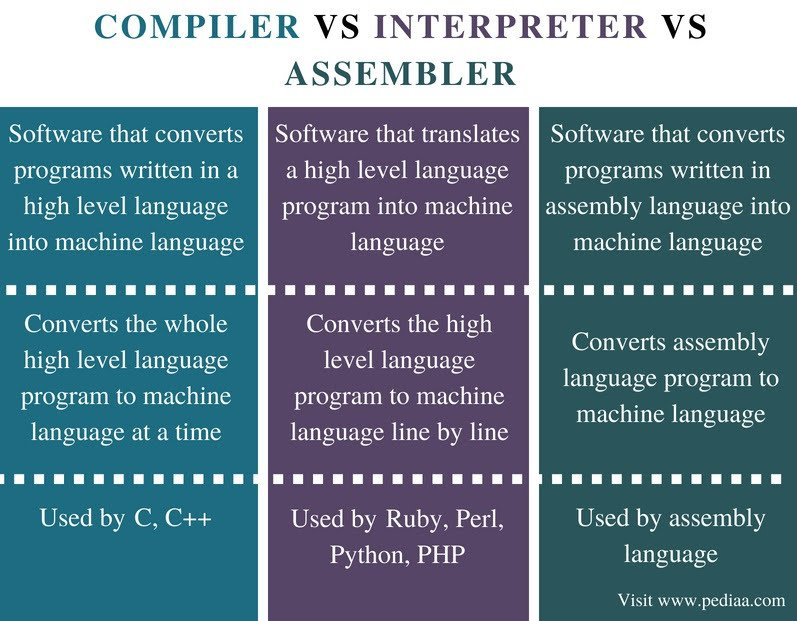 COMPILER VS INTERPRETER VS
ASSEMBLER
Software that converts
programs written in a
high level language
into machine language
Software that translates
a high level language
program into machine
language
Software that converts
programs written in
assembly language into
machine language
Converts the whole
high level language
program to machine
language at a time
Converts the high
level language
program to machine
language line by line
Converts assembly
language program to
machine language
Used by C, C++
Used by Ruby, Perl,
Python, PHP
Used by assembly
language
Visit www.pediaa.com